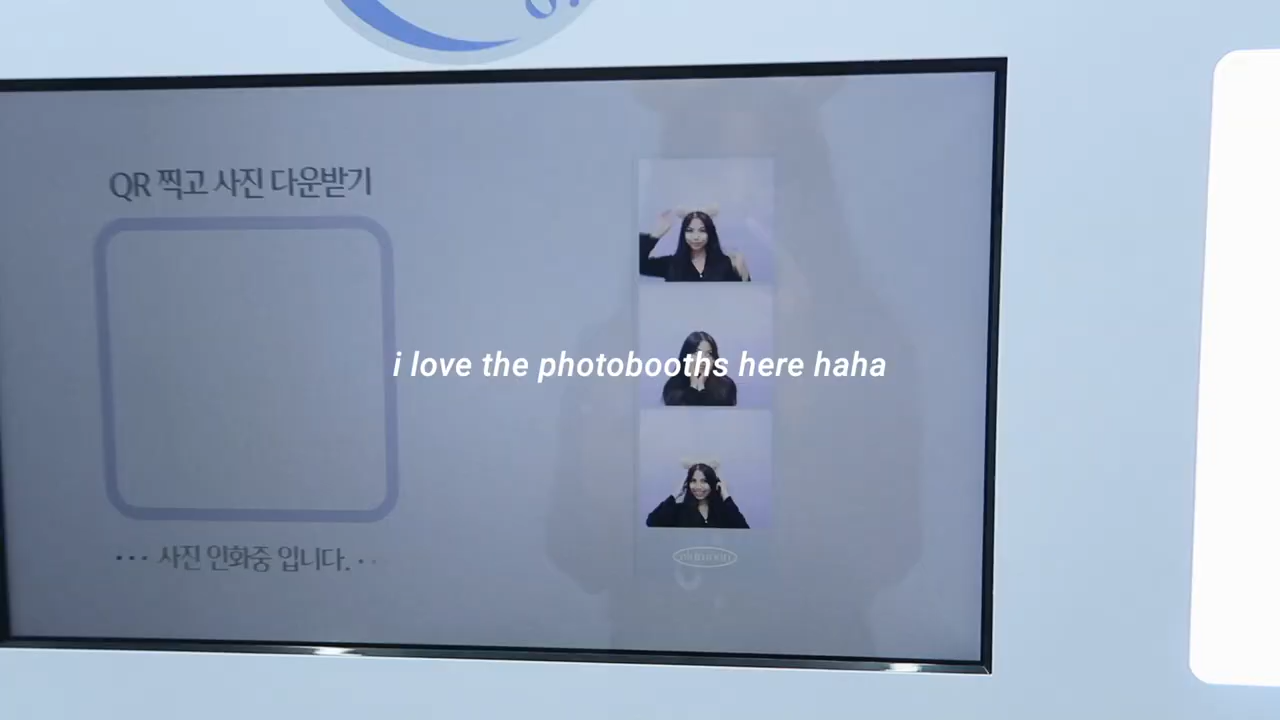 QR 찍고 사진 다운받기
i love the photobooths here haha
··· 사진 인화중 입니다. ··